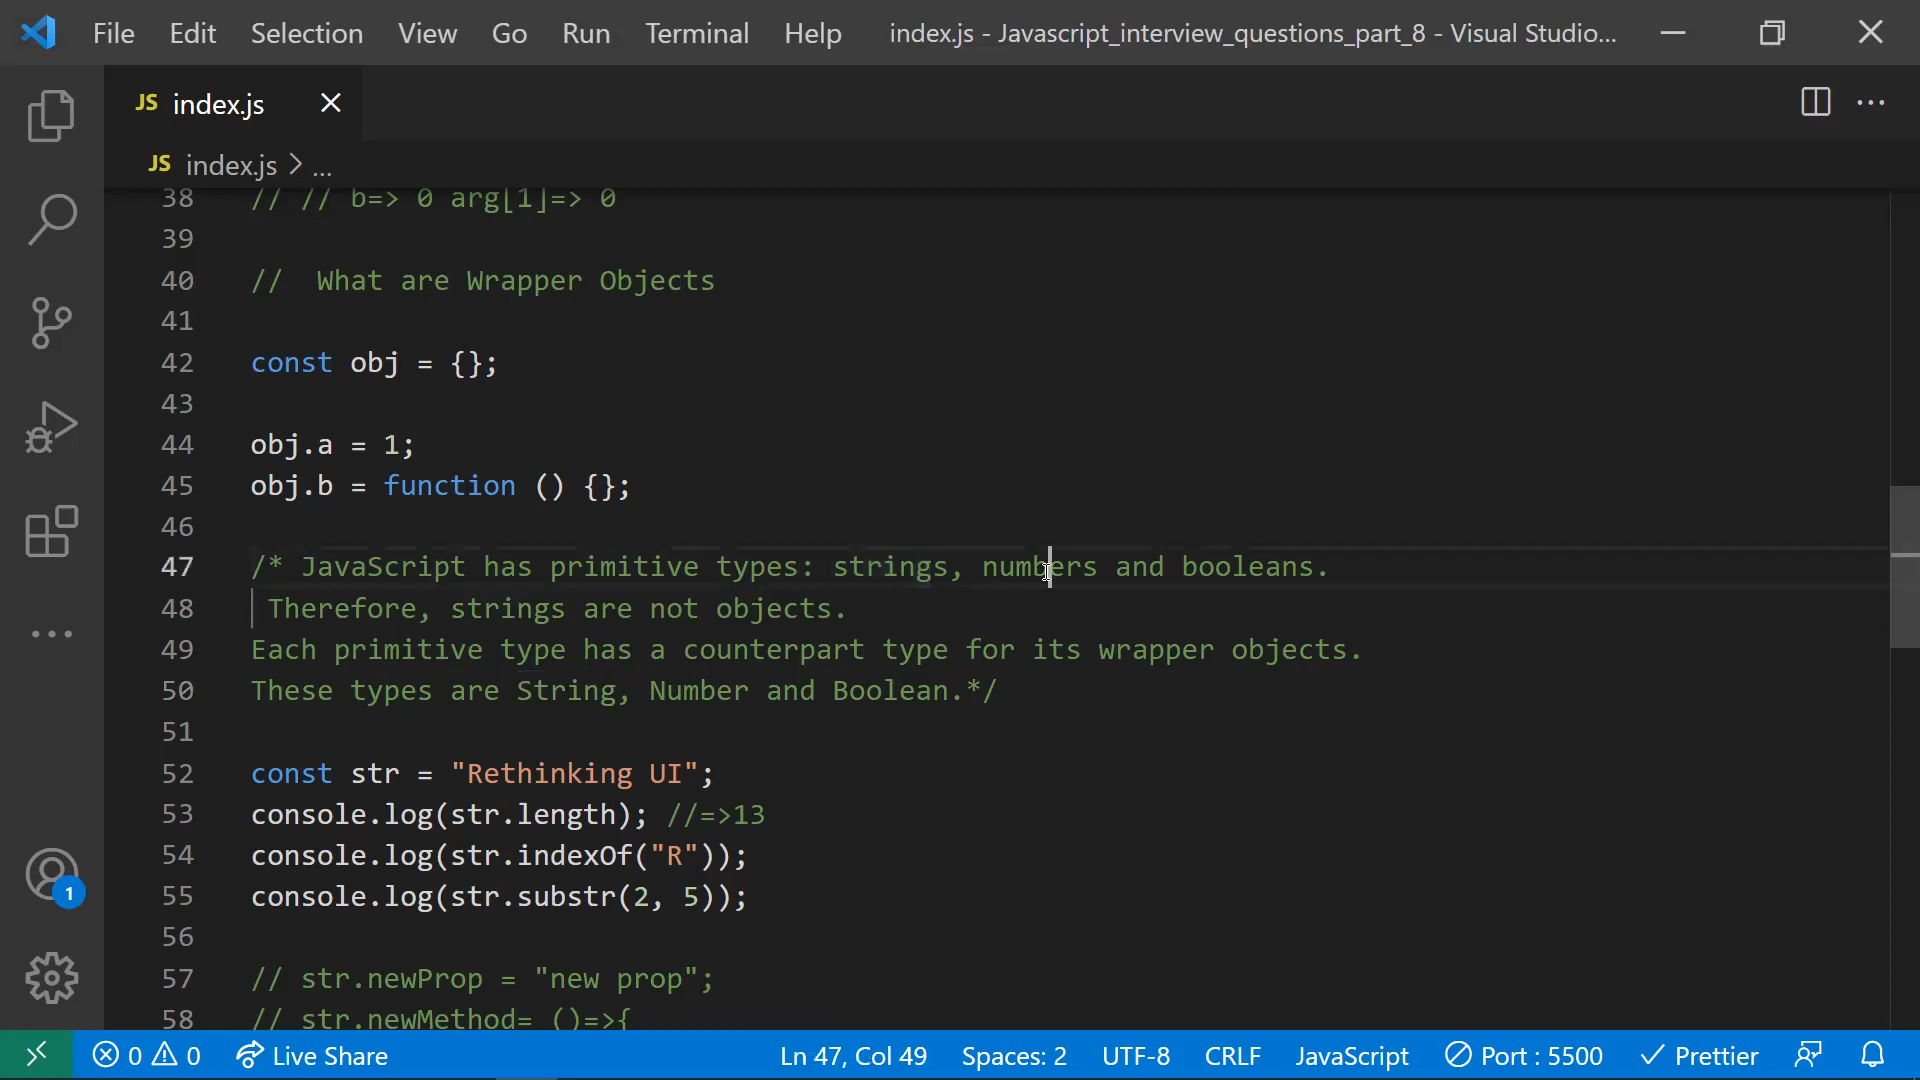 File Edit Selection View Go Run Terminal Help index.js - Javascript_interview_questions_part_8 - Visual Studio...
JS index.js
JS index.js > ...
38 // // b=> 0 arg[1]=> 0
39
40 //  What are Wrapper Objects
41
42 const obj = {};
43
44 obj.a = 1;
45 obj.b = function () {};
46
47 /* JavaScript has primitive types: strings, numbers and booleans.
48  Therefore, strings are not objects.
49 Each primitive type has a counterpart type for its wrapper objects.
50 These types are String, Number and Boolean.*/
51
52 const str = "Rethinking UI";
53 console.log(str.length); //=>13
54 console.log(str.indexOf("R"));
55 console.log(str.substr(2, 5));
56
57 // str.newProp = "new prop";
58 // str.newMethod= ()=>{
1
0 0 Live Share Ln 47, Col 49 Spaces: 2 UTF-8 CRLF JavaScript Port : 5500 Prettier